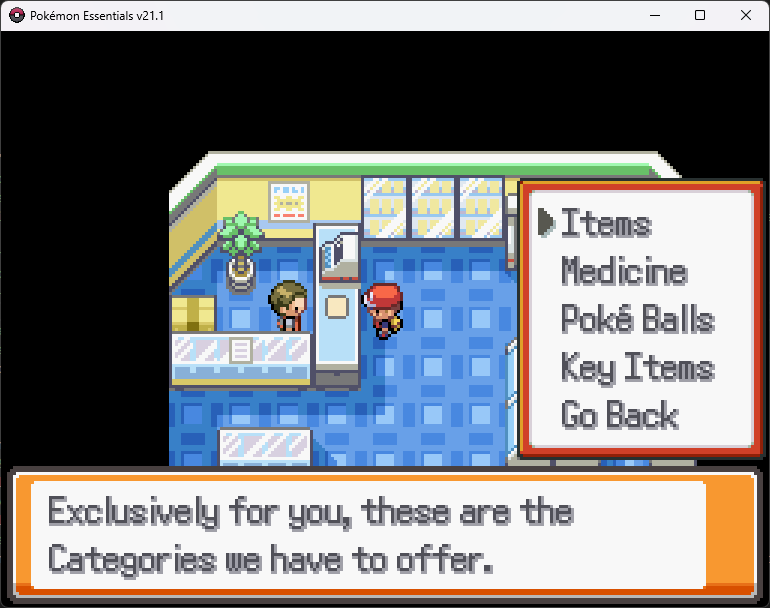 Pokémon Essentials v21.1
Items
Medicine
Poké Balls
Key Items
Go Back
Exclusively for you, these are the
Categories we have to offer.